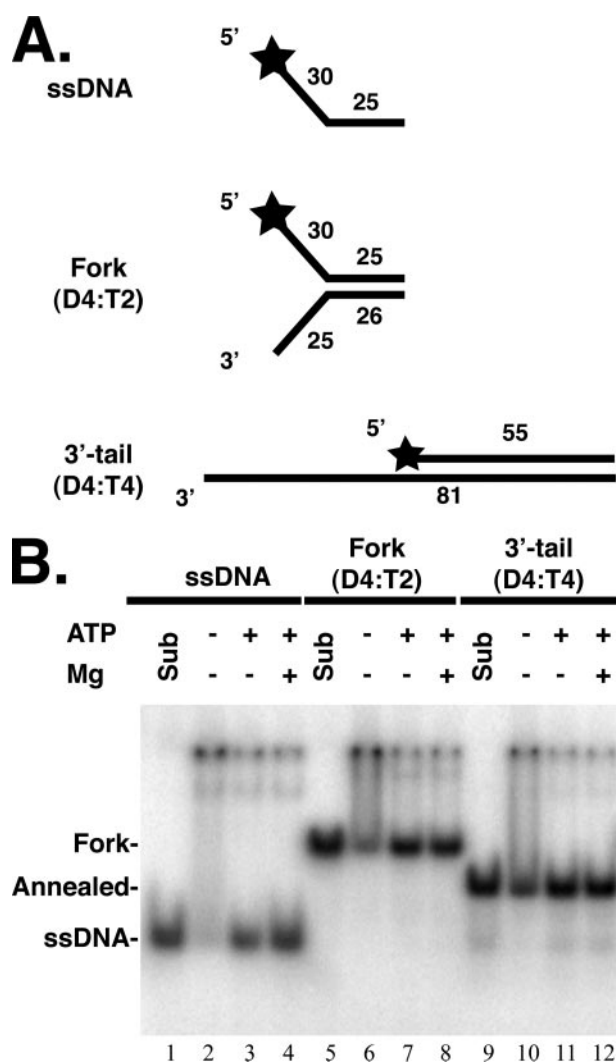 A.
5'
ssDNA
30
25
5'
Fork
(D4:T2)
30
25
26
25
3'
5'
55
3'-tail
(D4:T4)
3'
81
B.
ssDNA Fork (D4:T2) 3'-tail (D4:T4)
ATP Sub - + + Sub - + + Sub - + +
Mg - - + - - + - - +
Fork-
Annealed-
ssDNA-
1 2 3 4 5 6 7 8 9 10 11 12